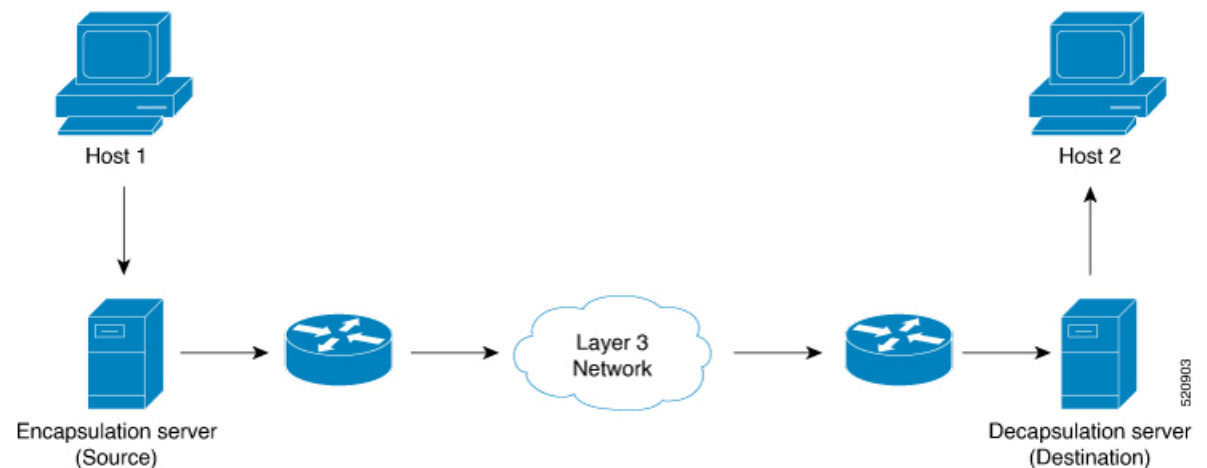 Host 1
Host 2
Layer 3
Network
Encapsulation server
(Source)
Decapsulation server
(Destination)
520903